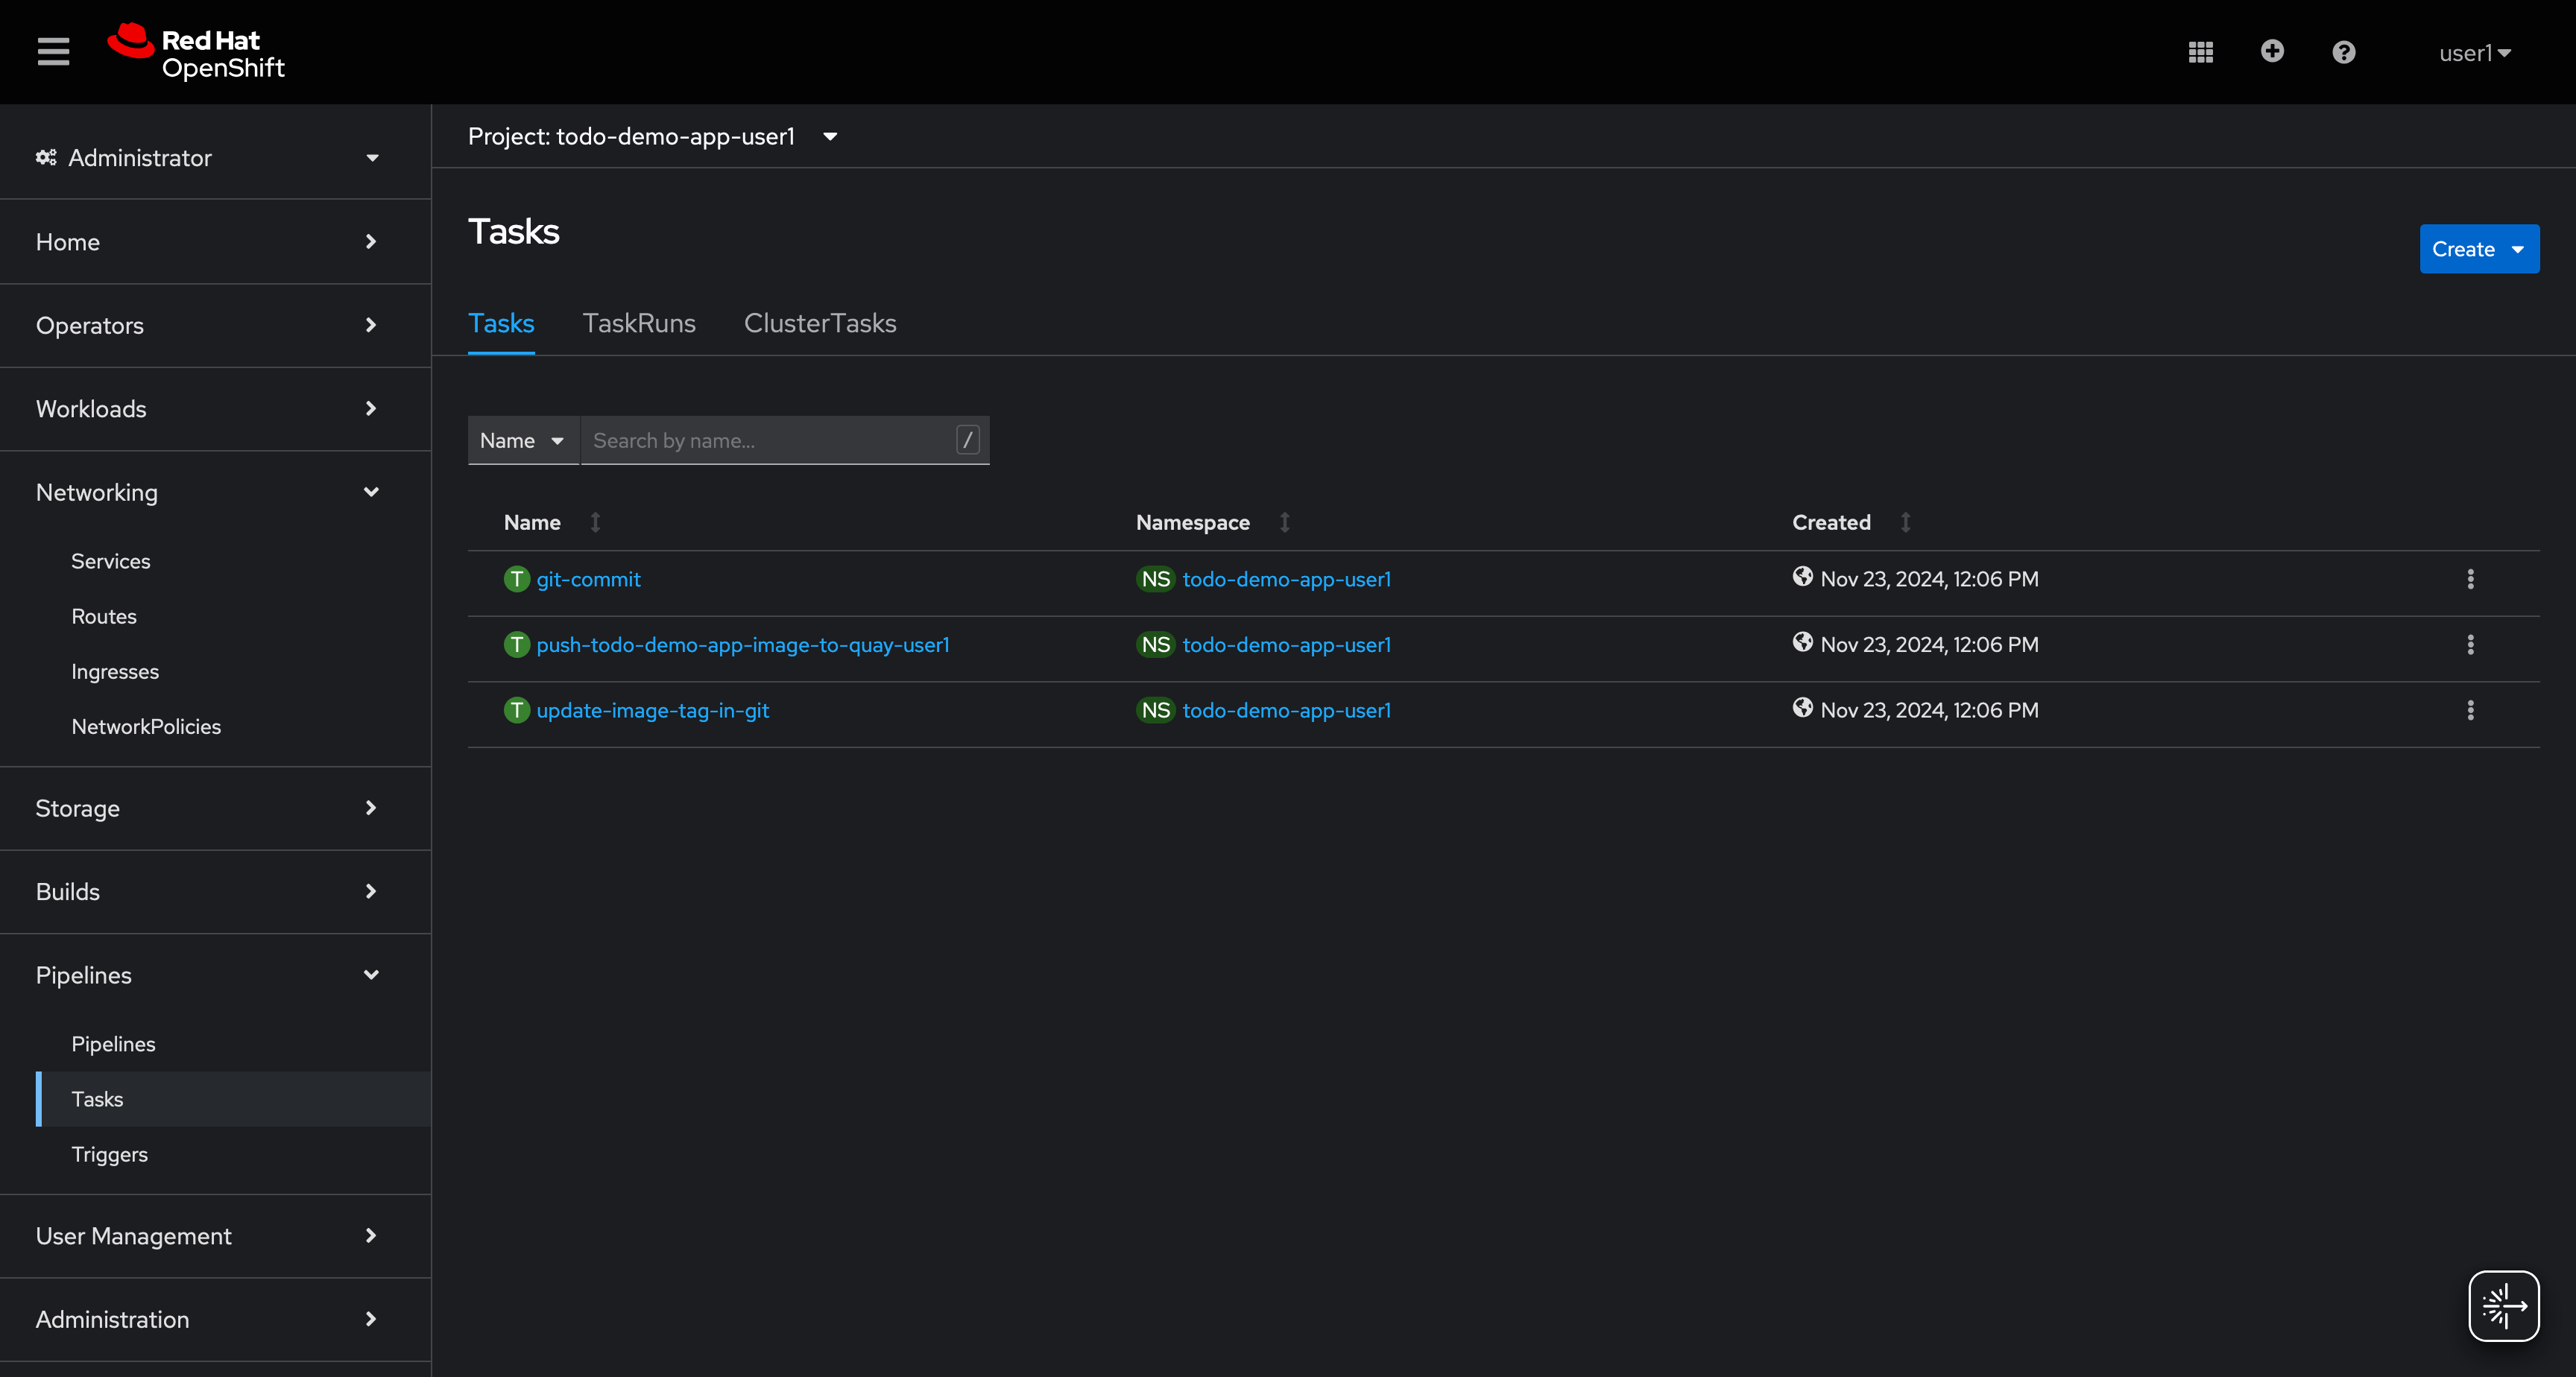 Red Hat
OpenShift
user1
Administrator
Home
Operators
Workloads
Networking
Services
Routes
Ingresses
NetworkPolicies
Storage
Builds
Pipelines
Pipelines
Tasks
Triggers
User Management
Administration
Project: todo-demo-app-user1
Tasks
Create
Tasks TaskRuns ClusterTasks
Name Search by name... /
Name Namespace Created
T git-commit NS todo-demo-app-user1 Nov 23, 2024, 12:06 PM
T push-todo-demo-app-image-to-quay-user1 NS todo-demo-app-user1 Nov 23, 2024, 12:06 PM
T update-image-tag-in-git NS todo-demo-app-user1 Nov 23, 2024, 12:06 PM